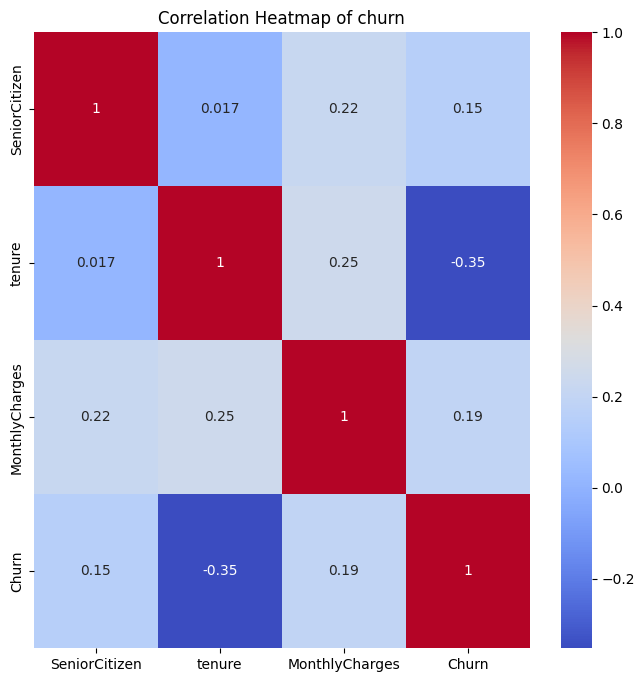 Correlation Heatmap of churn
SeniorCitizen
1
0.017
0.22
0.15
tenure
0.017
1
0.25
-0.35
MonthlyCharges
0.22
0.25
1
0.19
Churn
0.15
-0.35
0.19
1
SeniorCitizen
tenure
MonthlyCharges
Churn
1.0
0.8
0.6
0.4
0.2
0.0
−0.2